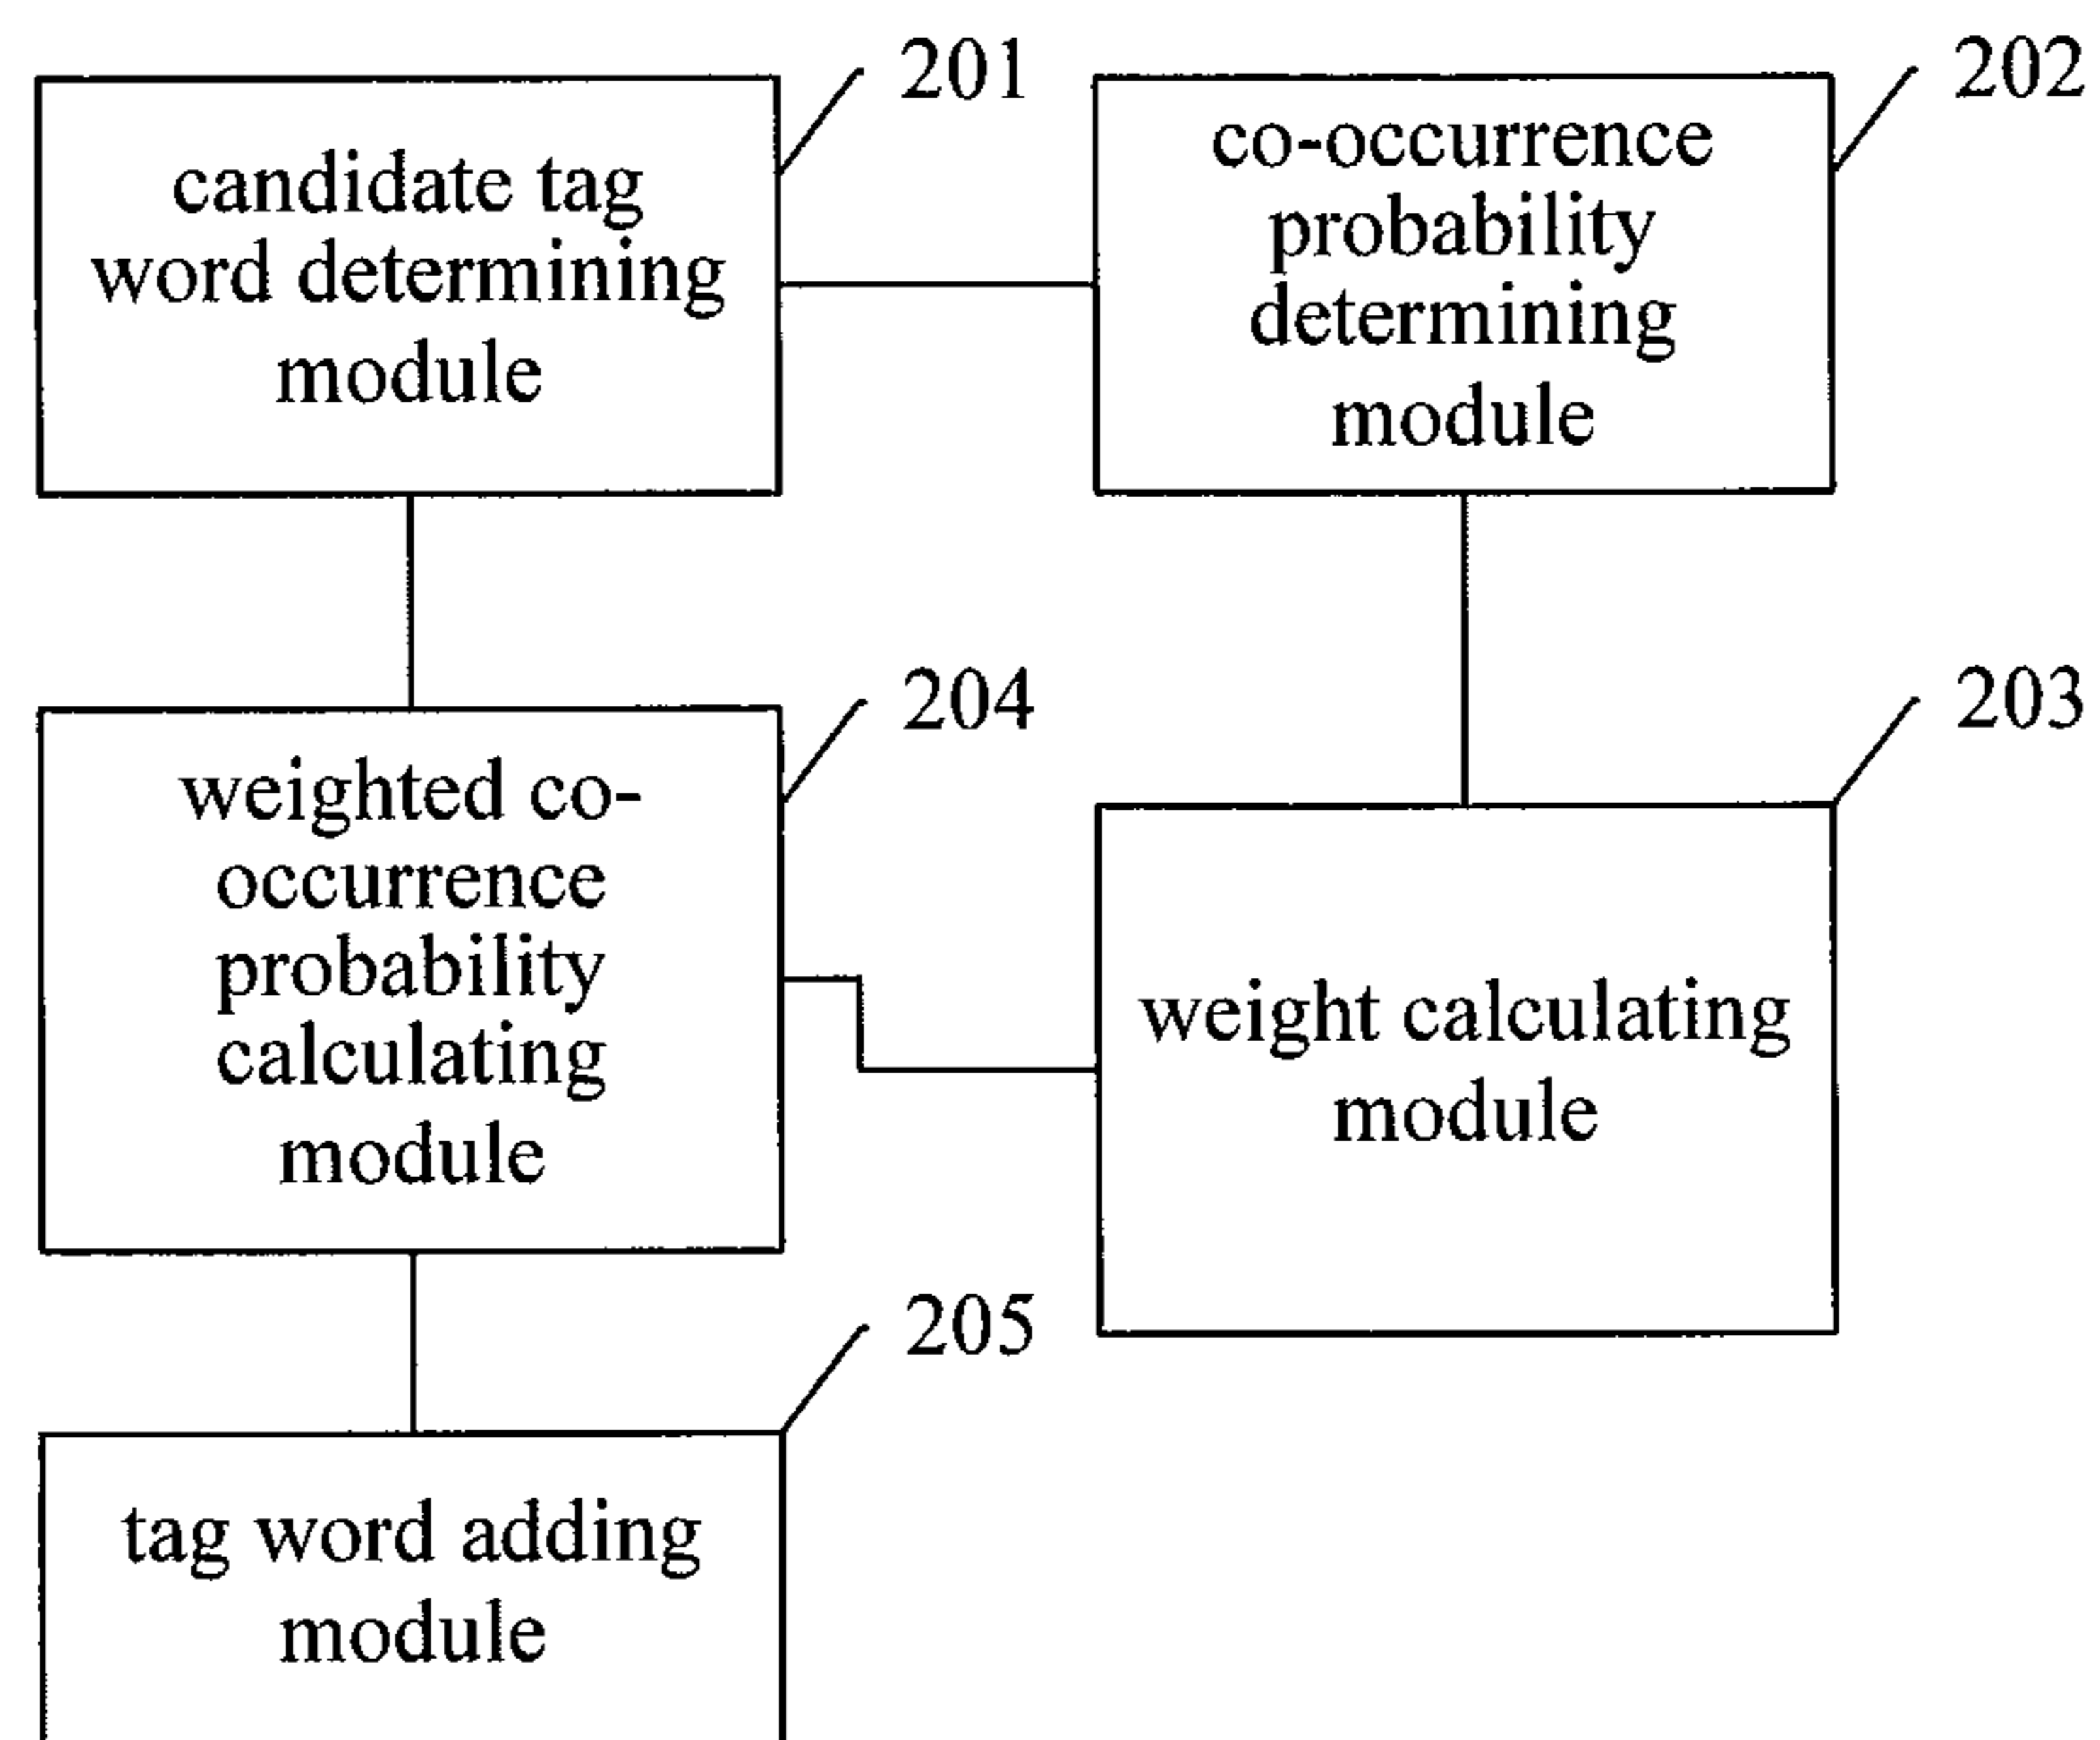 201
candidate tag
word determining
module
202
co-occurrence
probability
determining
module
204
weighted co-
occurrence
probability
calculating
module
203
weight calculating
module
205
tag word adding
module